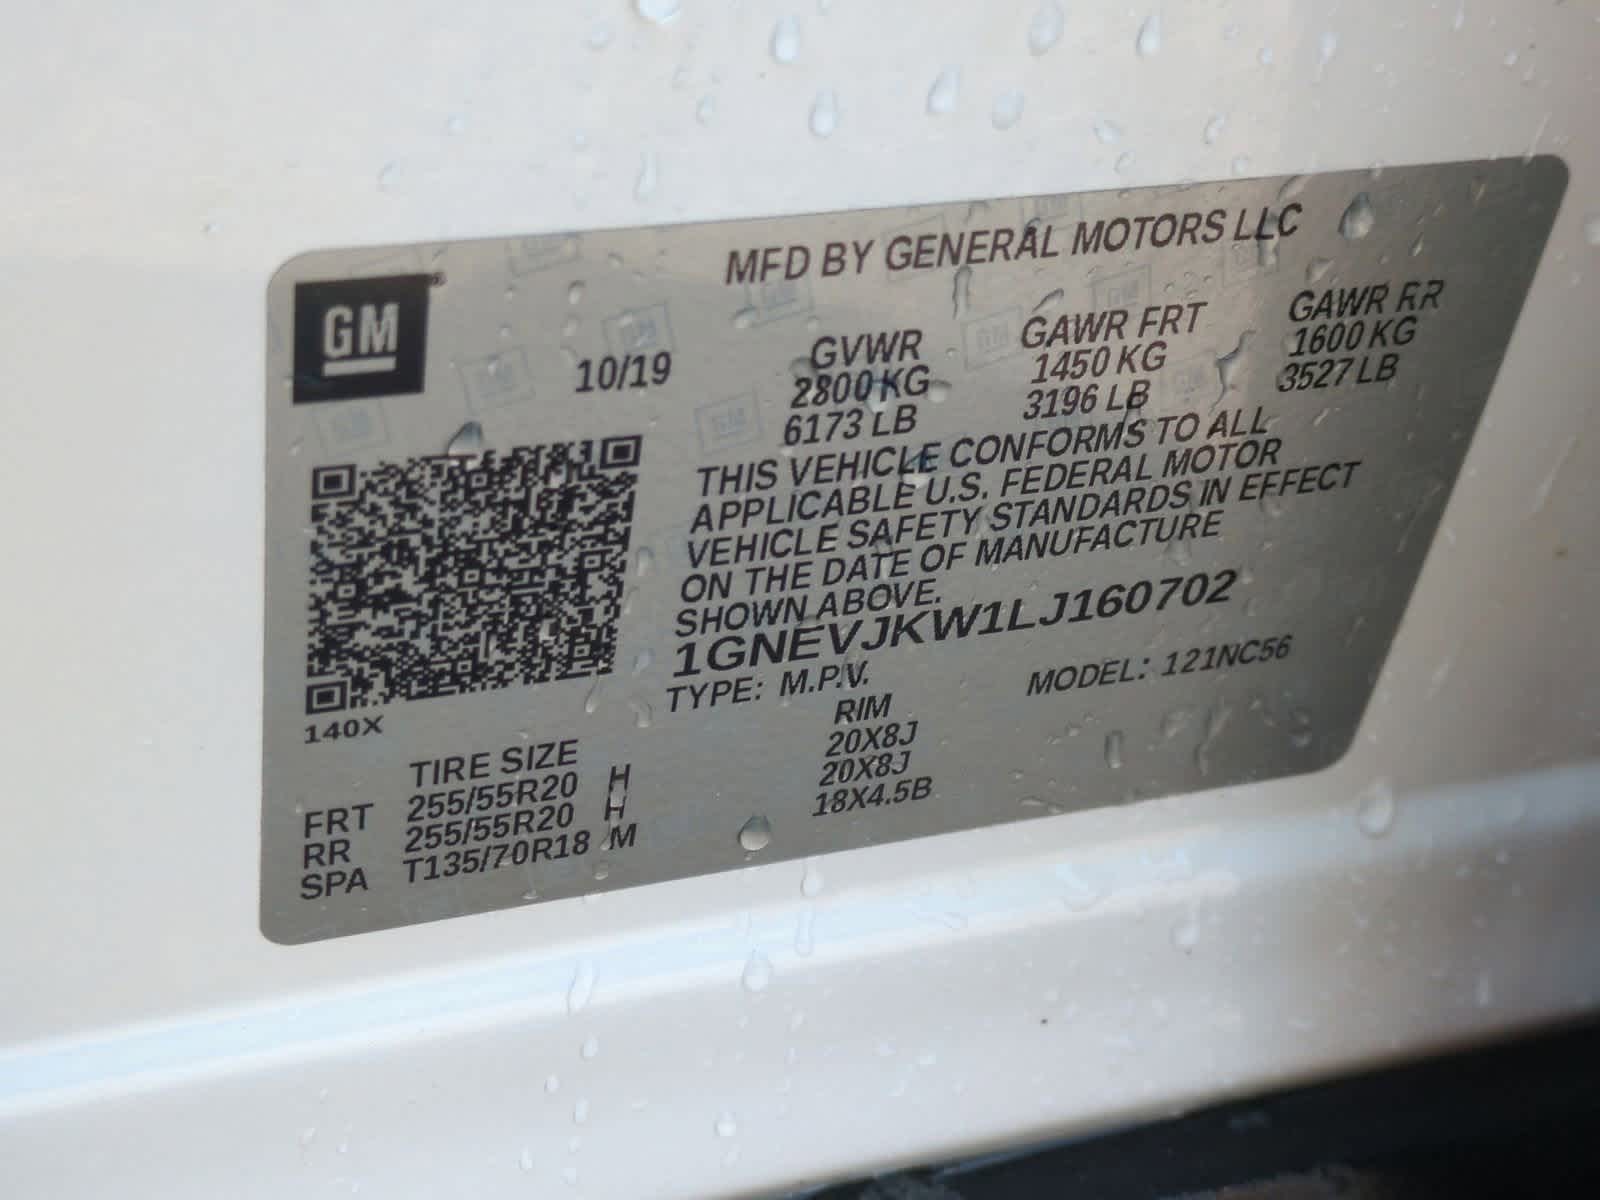 MFD BY GENERAL MOTORS LLC
GM
10/19
GVWR
2800 KG
6173 LB
GAWR FRT
1450 KG
3196 LB
GAWR RR
1600 KG
3527 LB
THIS VEHICLE CONFORMS TO ALL
APPLICABLE U.S. FEDERAL MOTOR
VEHICLE SAFETY STANDARDS IN EFFECT
ON THE DATE OF MANUFACTURE
SHOWN ABOVE.
1GNEVJKW1LJ160702
TYPE: M.P.V. MODEL: 121NC56
140X
TIRE SIZE RIM
FRT 255/55R20 H 20X8J
RR 255/55R20 H 20X8J
SPA T135/70R18 M 18X4.5B